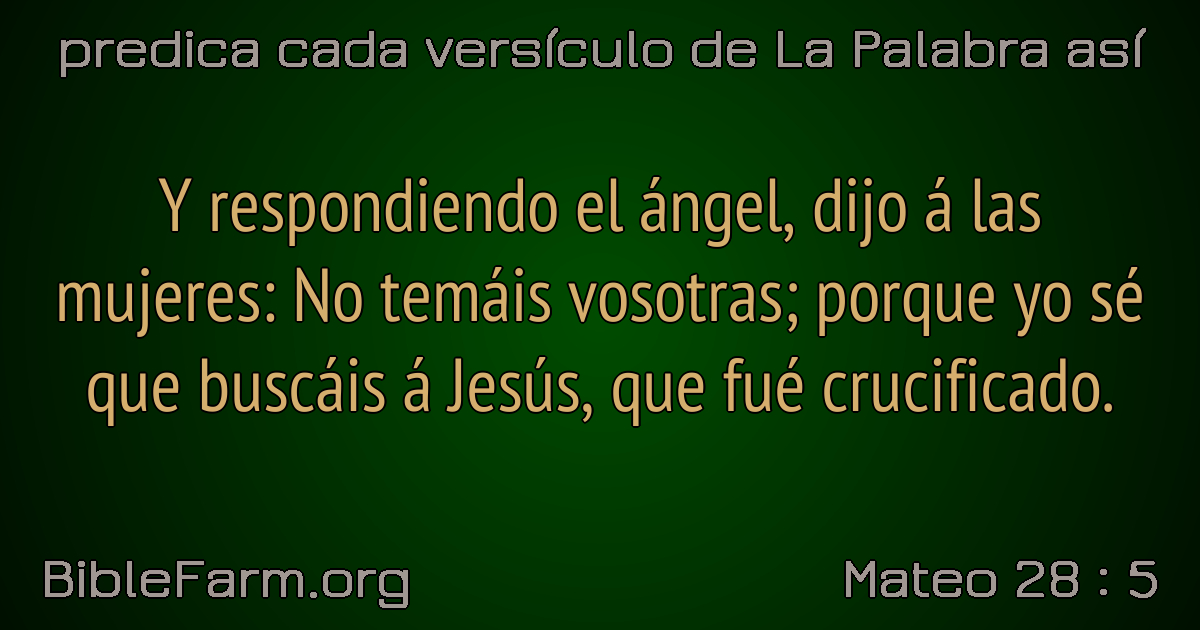 predica cada versículo de La Palabra así
Y respondiendo el ángel, dijo á las
mujeres: No temáis vosotras; porque yo sé
que buscáis á Jesús, que fué crucificado.
BibleFarm.org
Mateo 28 : 5